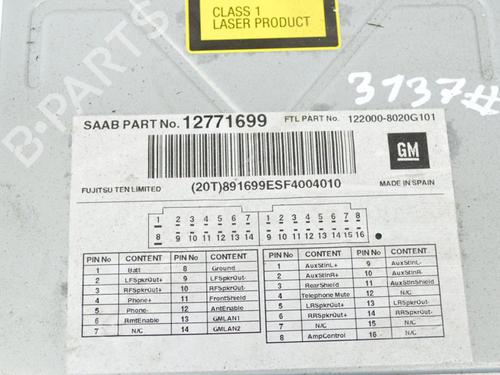 CLASS 1
LASER PRODUCT
3137#
SAAB PART No. 12771699 FTL PART No. 122000-8020G101
GM
FUJITSU TEN LIMITED (20T)891699ESF4004010 MADE IN SPAIN
1 2 3 4 5 6 7 1 2 3 4 5 6 7 8
8 9 10 11 12 13 14 9 10 11 12 13 14 15 16
PIN No CONTENT PIN No CONTENT PIN No CONTENT PIN No CONTENT
1 Batt 8 Ground 1 AuxStInL+ 9 AuxStInL-
2 LFSpkrOut+ 9 LFSpkrOut- 2 AuxStInR+ 10 AuxStInR-
3 RFSpkrOut+ 10 RFSpkrOut- 3 RearShield 11 AuxStInShield
4 Phone+ 11 FrontShield 4 Telephone Mute 12 N/C
5 Phone- 12 AntEnable 5 LRSpkrOut+ 13 LRSpkrOut-
6 RmtEnable 13 GMLAN1 6 RRSpkrOut+ 14 RRSpkrOut-
7 N/C 14 GMLAN2 7 N/C 15 N/C
8 AmpControl 16 N/C
B-PARTS